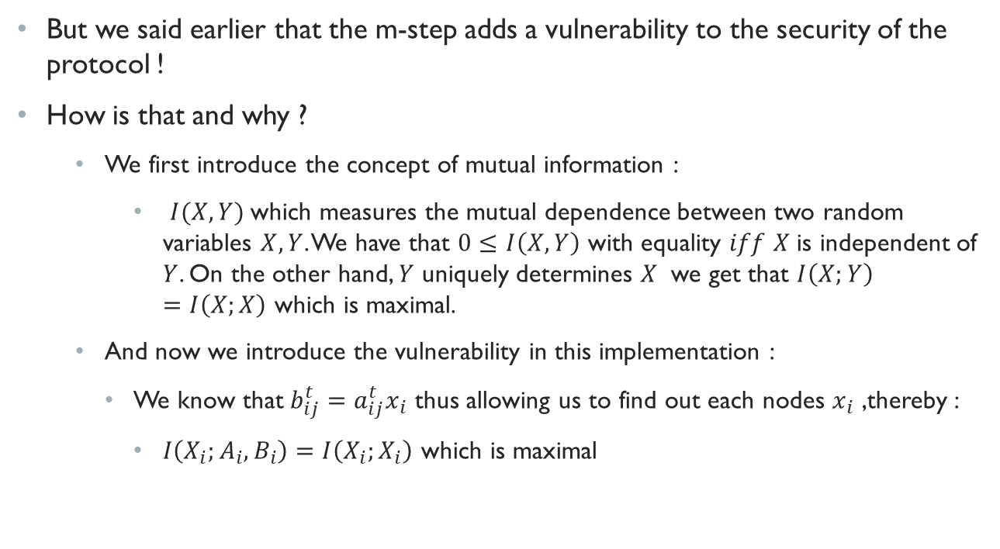 • But we said earlier that the m-step adds a vulnerability to the security of the
protocol !
• How is that and why ?
• We first introduce the concept of mutual information :
• I(X,Y) which measures the mutual dependence between two random
variables X,Y.We have that 0 ≤ I(X,Y) with equality iff X is independent of
Y. On the other hand, Y uniquely determines X we get that I(X;Y)
= I(X;X) which is maximal.
• And now we introduce the vulnerability in this implementation :
• We know that b_{ij}^t = a_{ij}^t x_i thus allowing us to find out each nodes x_i ,thereby :
• I(X_i; A_i, B_i) = I(X_i; X_i) which is maximal